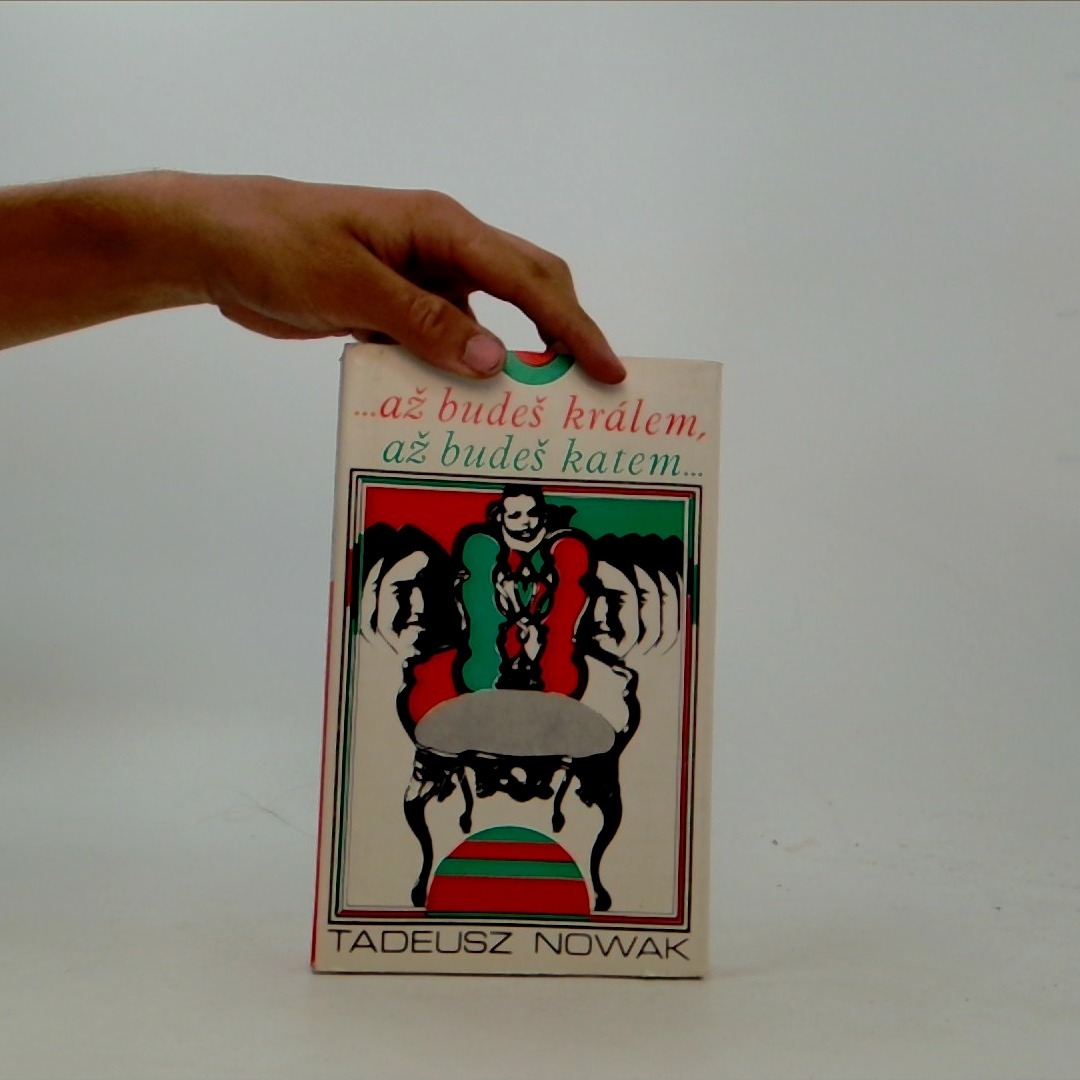 ...až budeš králem,
až budeš katem...
TADEUSZ NOWAK